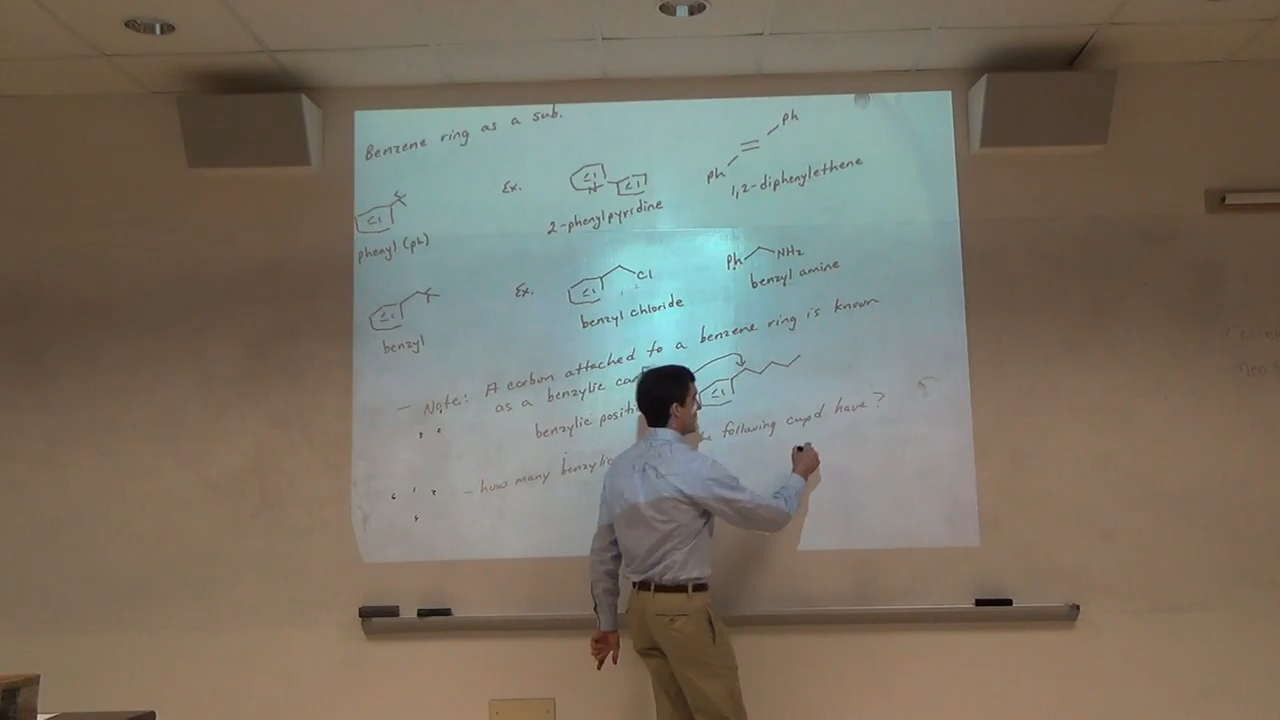 Benzene ring as a sub.
Ph
Ph
Ex.
N
1,2-diphenylethene
2-phenylpyridine
phenyl (ph)
Ph
NH2
Ex.
Cl
benzyl amine
benzyl chloride
benzyl
- Note: A carbon attached to a benzene ring is known
as a benzylic
benzylic
- how many following cmpd have?